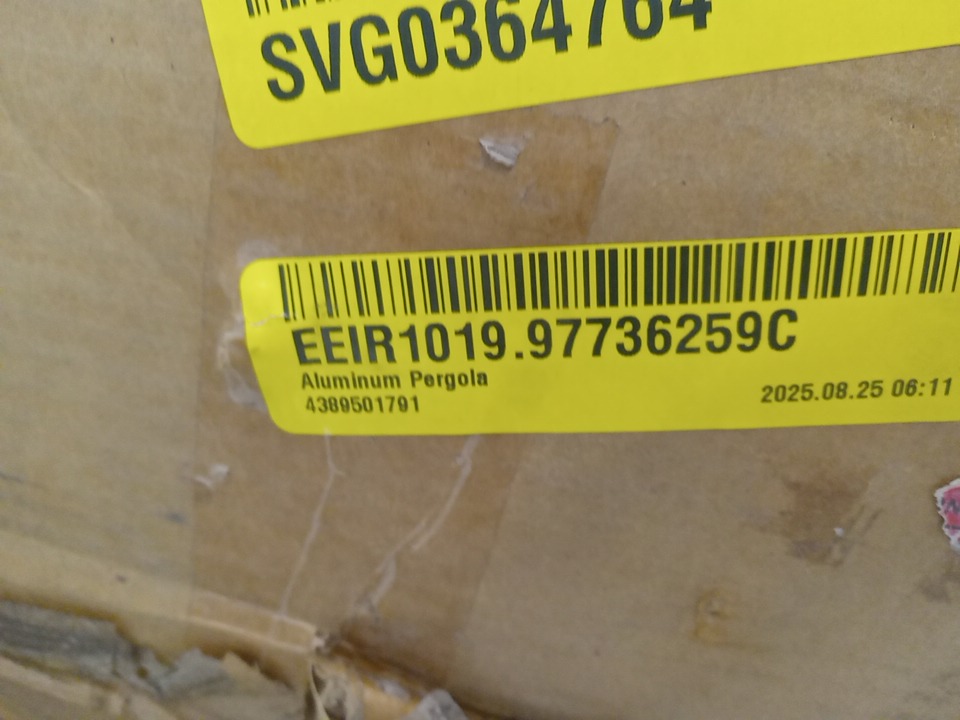 SVG0364764
EEIR1019.97736259C
Aluminum Pergola
4389501791
2025.08.25 06:11